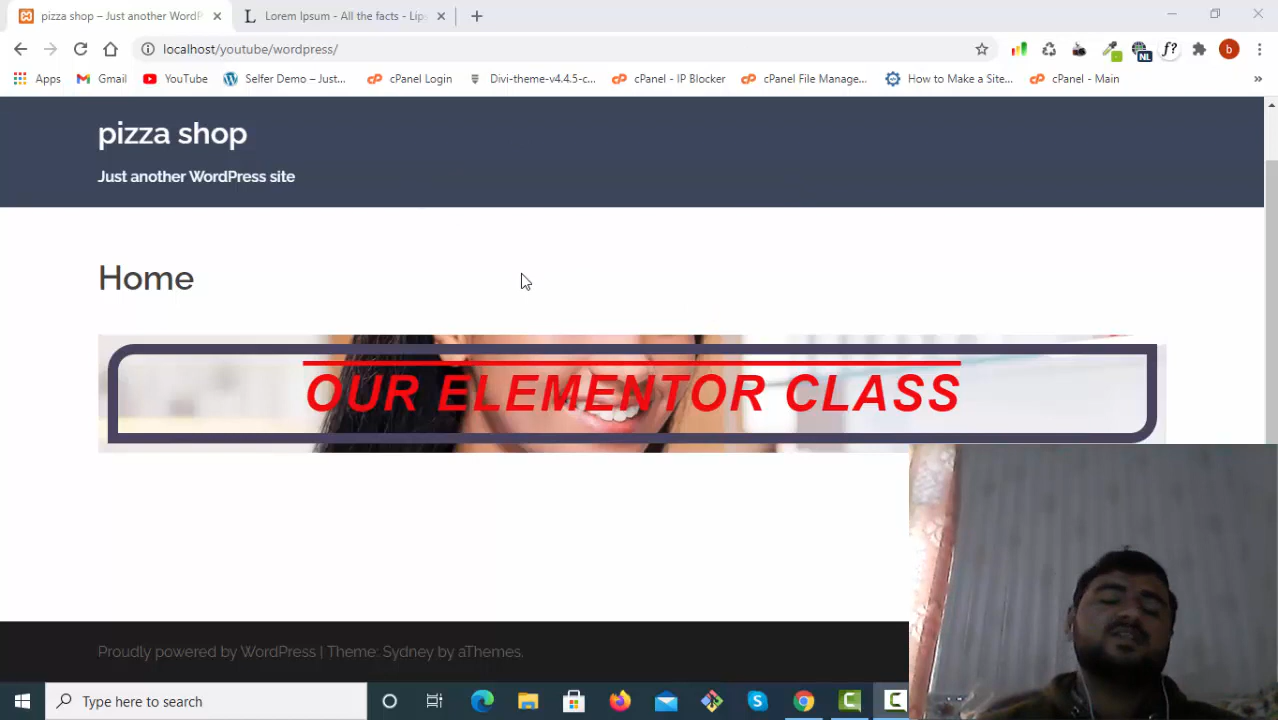 pizza shop – Just another WordP
Lorem Ipsum - All the facts - Lips
localhost/youtube/wordpress/
NL
f?
b
Apps
Gmail
YouTube
Selfer Demo – Just...
cPanel Login
Divi-theme-v4.4.5-c...
cPanel - IP Blocke
cPanel File Manage...
How to Make a Site...
cPanel - Main
»
pizza shop
Just another WordPress site
Home
OUR ELEMENTOR CLASS
Proudly powered by WordPress | Theme: Sydney by aThemes.
Type here to search